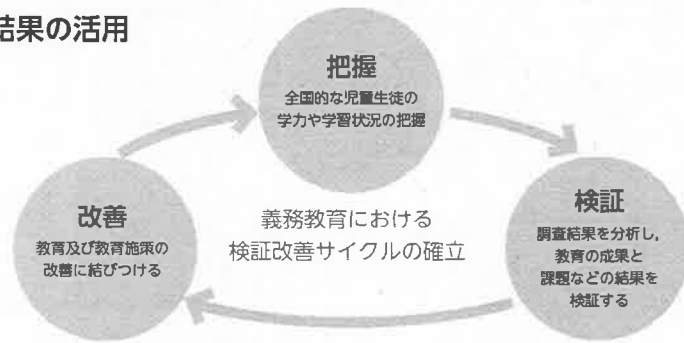 結果の活用
把握
全国的な児童生徒の
学力や学習状況の把握
検証
調査結果を分析し,
教育の成果と
課題などの結果を
検証する
改善
教育及び教育施策の
改善に結びつける
義務教育における
検証改善サイクルの確立